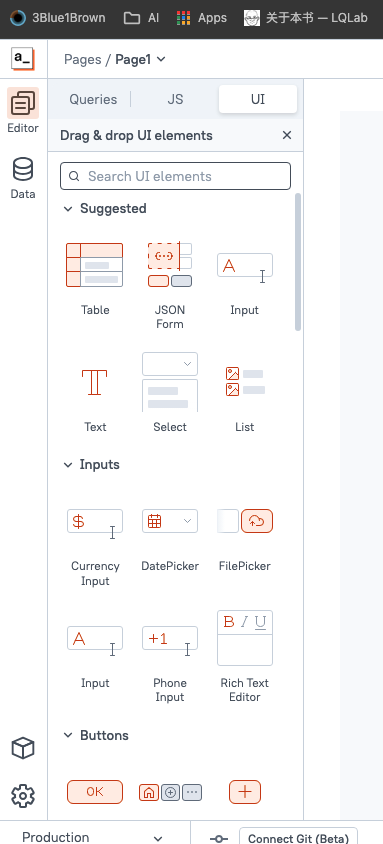 3Blue1Brown AI Apps 关于本书 — LQLab
a_
Pages / Page1
Editor
Data
Queries JS UI
Drag & drop UI elements
Search UI elements
Suggested
Table JSON Form Input
A
Text Select List
Inputs
$
Currency Input DatePicker FilePicker
A +1 B I U
Input Phone Input Rich Text Editor
Buttons
OK
Production Connect Git (Beta)